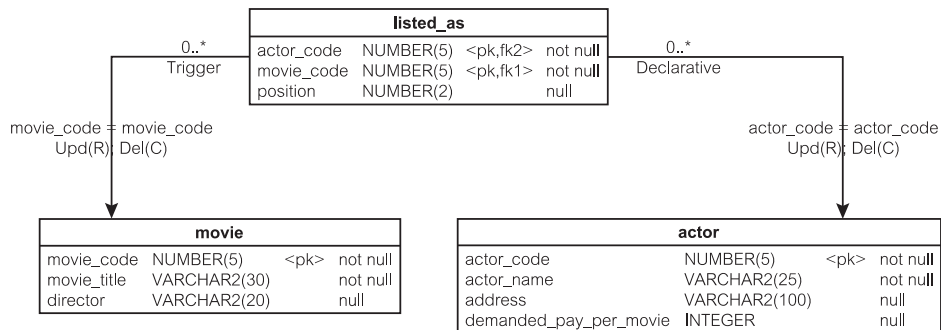 listed_as
actor_code NUMBER(5) <pk,fk2> not null
movie_code NUMBER(5) <pk,fk1> not null
position NUMBER(2) null
0..*
Trigger
0..*
Declarative
movie_code = movie_code
Upd(R); Del(C)
actor_code = actor_code
Upd(R); Del(C)
movie
movie_code NUMBER(5) <pk> not null
movie_title VARCHAR2(30) not null
director VARCHAR2(20) null
actor
actor_code NUMBER(5) <pk> not null
actor_name VARCHAR2(25) not null
address VARCHAR2(100) null
demanded_pay_per_movie INTEGER null